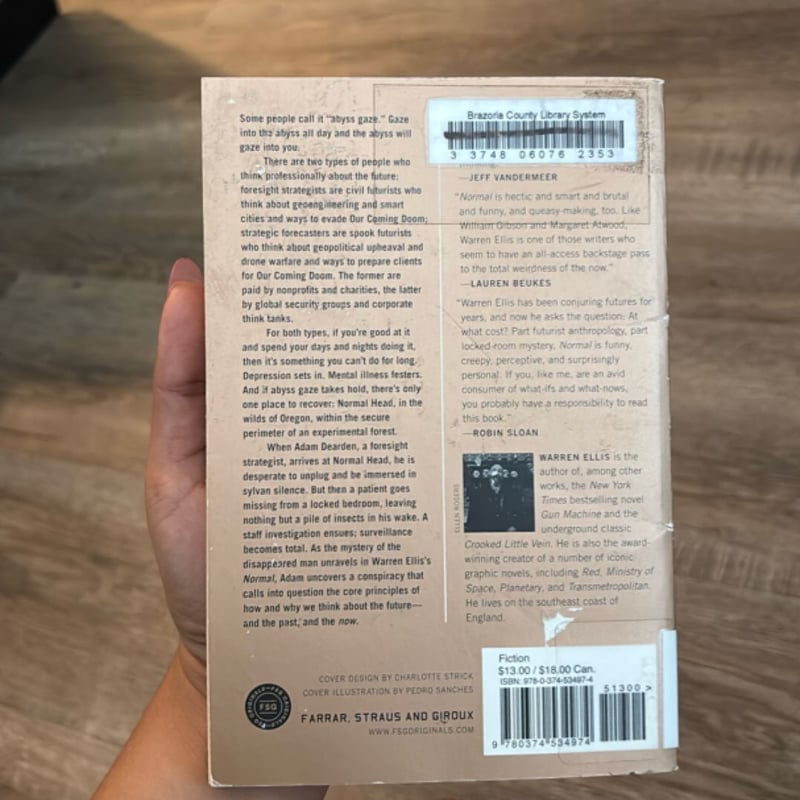 Some people call it "abyss gaze." Gaze
into the abyss all day and the abyss will
gaze into you.
There are two types of people who
think professionally about the future:
foresight strategists are civil futurists who
think about geoengineering and smart
cities and ways to evade Our Coming Doom;
strategic forecasters are spook futurists
who think about geopolitical upheaval and
drone warfare and ways to prepare clients
for Our Coming Doom. The former are
paid by nonprofits and charities, the latter
by global security groups and corporate
think tanks.
For both types, if you're good at it
and spend your days and nights doing it,
then it's something you can't do for long.
Depression sets in. Mental illness festers.
And if abyss gaze takes hold, there's only
one place to recover: Normal Head, in the
wilds of Oregon, within the secure
perimeter of an experimental forest.
When Adam Dearden, a foresight
strategist, arrives at Normal Head, he is
desperate to unplug and be immersed in
sylvan silence. But then a patient goes
missing from a locked bedroom, leaving
nothing but a pile of insects in his wake. A
staff investigation ensues; surveillance
becomes total. As the mystery of the
disappeared man unravels in Warren Ellis's
Normal, Adam uncovers a conspiracy that
calls into question the core principles of
how and why we think about the future—
and the past, and the now.
Brazoria County Library System
3 3748 06076 2353
—JEFF VANDERMEER
"Normal is hectic and smart and brutal
and funny, and queasy-making, too. Like
William Gibson and Margaret Atwood,
Warren Ellis is one of those writers who
seem to have an all-access backstage pass
to the total weirdness of the now."
—LAUREN BEUKES
"Warren Ellis has been conjuring futures for
years, and now he asks the question: At
what cost? Part futurist anthropology, part
locked-room mystery, Normal is funny,
creepy, perceptive, and surprisingly
personal. If you, like me, are an avid
consumer of what-ifs and what-nows,
you probably have a responsibility to read
this book."
—ROBIN SLOAN
ELLEN ROGERS
WARREN ELLIS is the
author of, among other
works, the New York
Times bestselling novel
Gun Machine and the
underground classic
Crooked Little Vein. He is also the award-
winning creator of a number of iconic
graphic novels, including Red, Ministry of
Space, Planetary, and Transmetropolitan.
He lives on the southeast coast of
England.
COVER DESIGN BY CHARLOTTE STRICK
COVER ILLUSTRATION BY PEDRO SANCHES
FSG
FARRAR, STRAUS AND GIROUX
WWW.FSGORIGINALS.COM
Fiction
$13.00 / $18.00 Can.
ISBN: 978-0-374-53497-4
51300 >
9 780374 534974